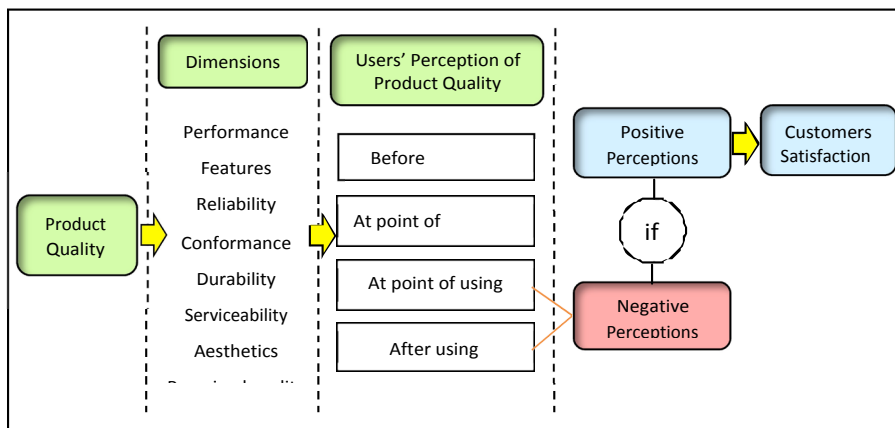 Dimensions
Users' Perception of
Product Quality
Performance
Features
Reliability
Conformance
Durability
Serviceability
Aesthetics
Product
Quality
Before
At point of
At point of using
After using
Positive
Perceptions
Customers
Satisfaction
if
Negative
Perceptions